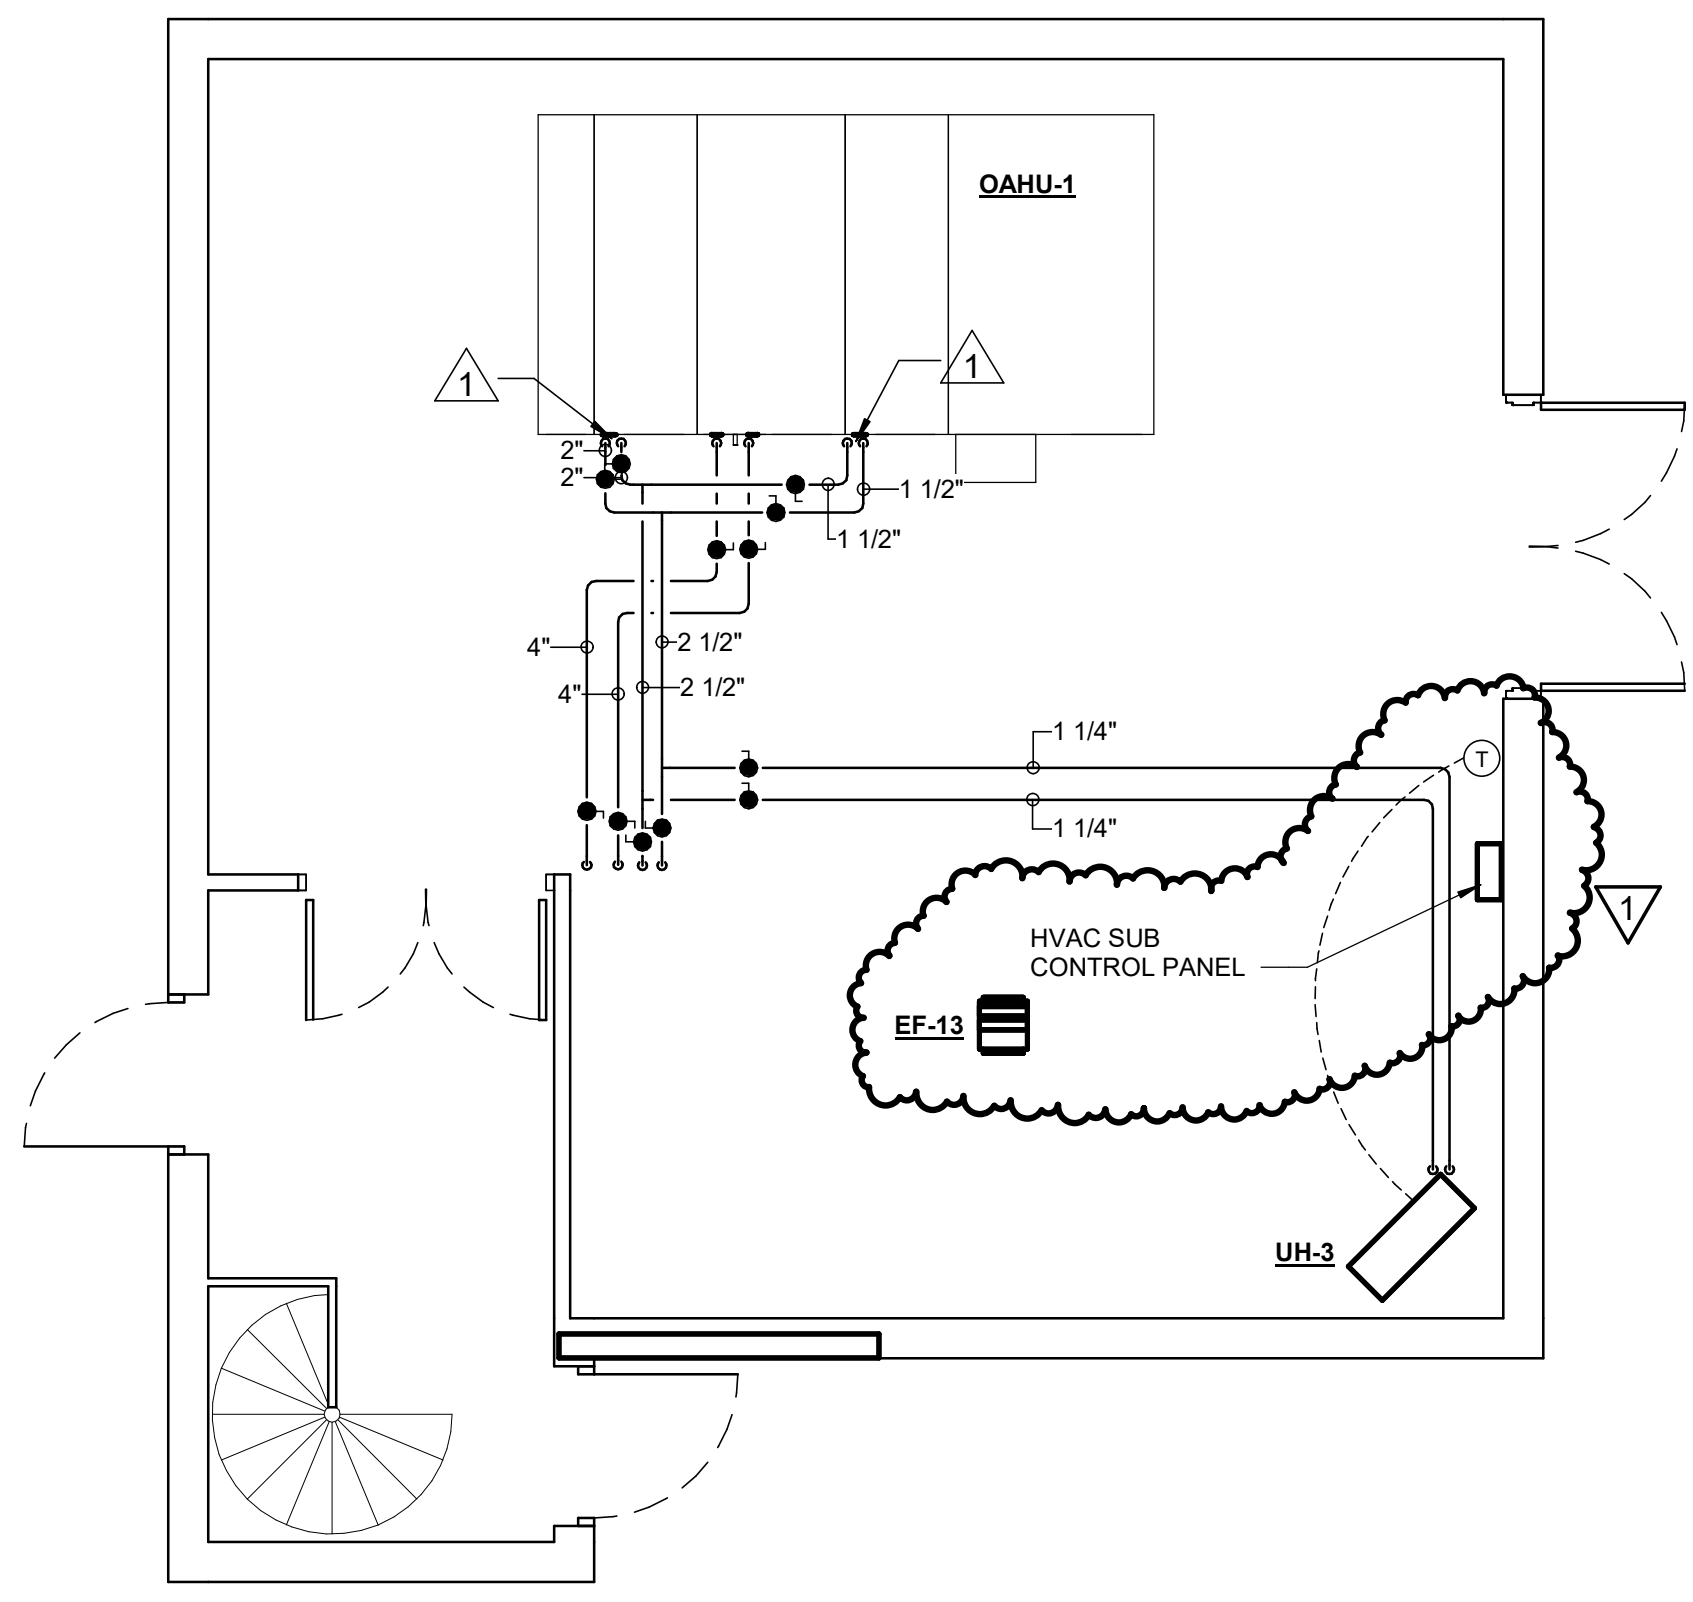 OAHU-1
1
1
2"
2"
1 1/2"
1 1/2"
4"
2 1/2"
4"
2 1/2"
1 1/4"
T
1 1/4"
1
HVAC SUB
CONTROL PANEL
EF-13
UH-3